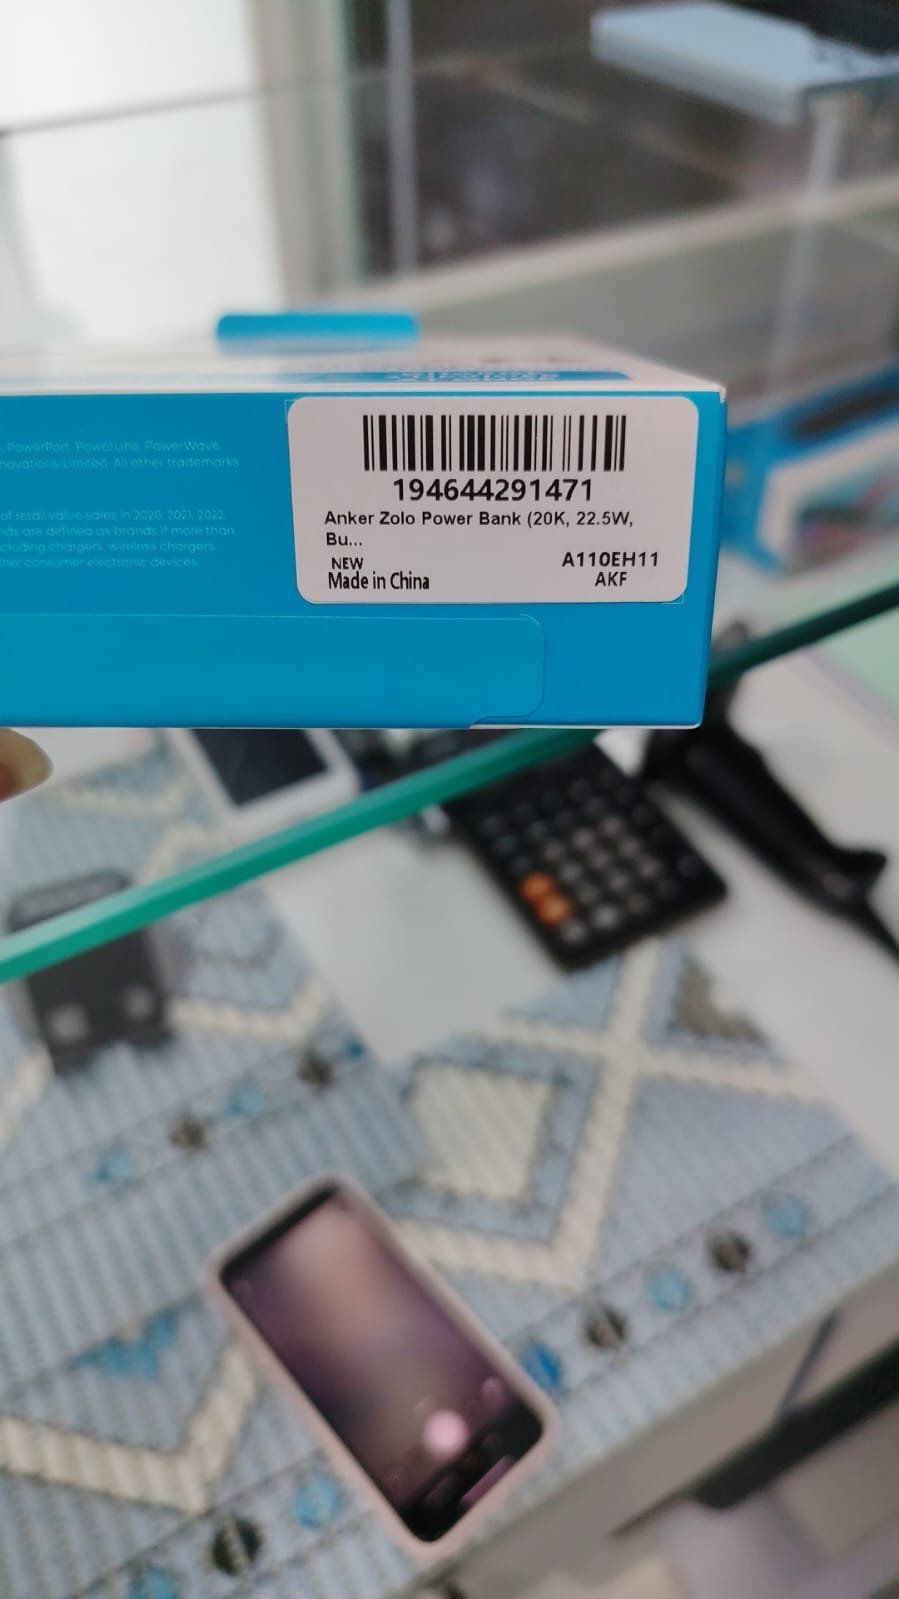 PowerPort, PowerLine, PowerWave,
novations Limited. All other trademarks
of retail value sales in 2020, 2021, 2022
nds are defined as brands if more than
cluding chargers, wireless chargers,
her consumer electronic devices.
194644291471
Anker Zolo Power Bank (20K, 22.5W,
Bu...
NEW
Made in China
A110EH11
AKF